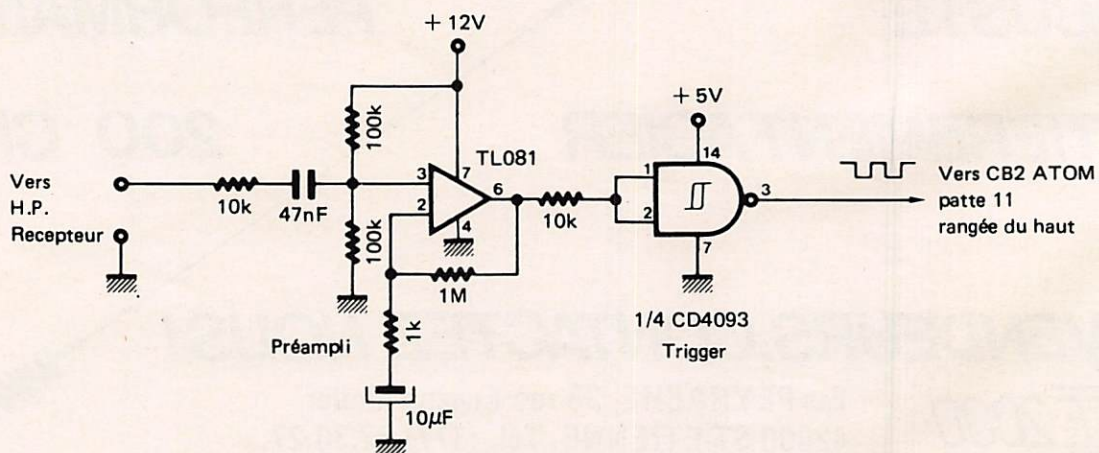 + 12V
100k
TL081
+ 5V
14
Vers
H.P.
Recepteur
10k
47nF
3
7
6
2
4
100k
10k
1
2
3
7
Vers CB2 ATOM
patte 11
rangée du haut
1M
1k
Préampli
10µF
1/4 CD4093
Trigger